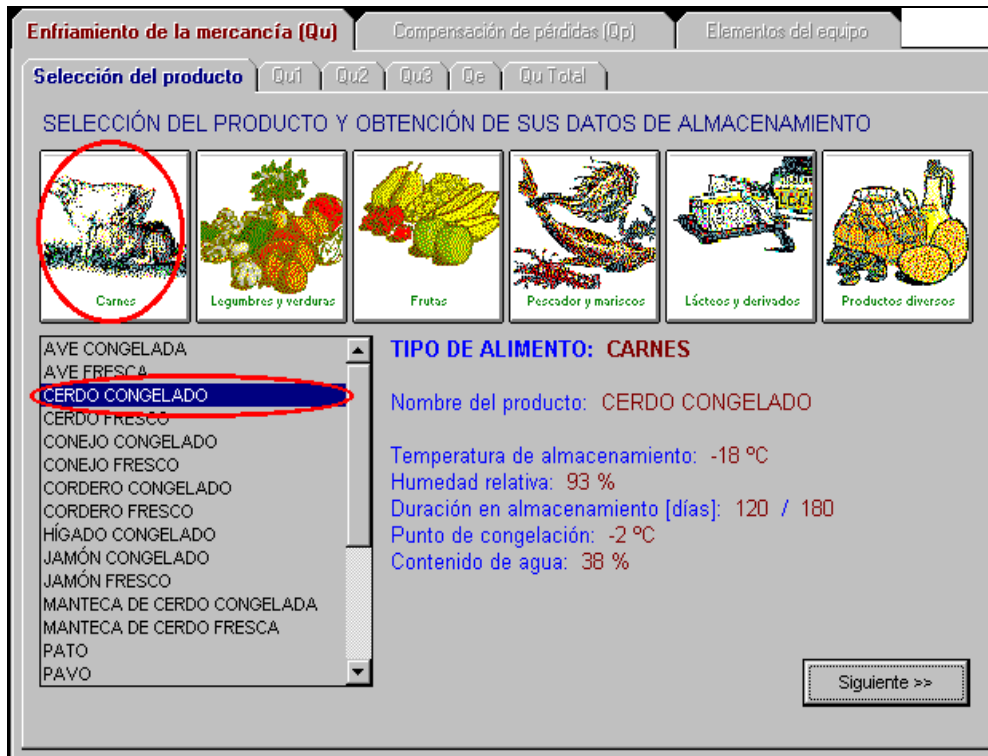 Enfriamiento de la mercancía (Qu) Compensación de pérdidas (Qp) Elementos del equipo
Selección del producto Qu1 Qu2 Qu3 Qe Qu Total
SELECCIÓN DEL PRODUCTO Y OBTENCIÓN DE SUS DATOS DE ALMACENAMIENTO
Carnes Legumbres y verduras Frutas Pescador y mariscos Lácteos y derivados Productos diversos
AVE CONGELADA
AVE FRESCA
CERDO CONGELADO
CERDO FRESCO
CONEJO CONGELADO
CONEJO FRESCO
CORDERO CONGELADO
CORDERO FRESCO
HÍGADO CONGELADO
JAMÓN CONGELADO
JAMÓN FRESCO
MANTECA DE CERDO CONGELADA
MANTECA DE CERDO FRESCA
PATO
PAVO
TIPO DE ALIMENTO: CARNES
Nombre del producto: CERDO CONGELADO
Temperatura de almacenamiento: -18 ºC
Humedad relativa: 93 %
Duración en almacenamiento [días]: 120 / 180
Punto de congelación: -2 ºC
Contenido de agua: 38 %
Siguiente >>